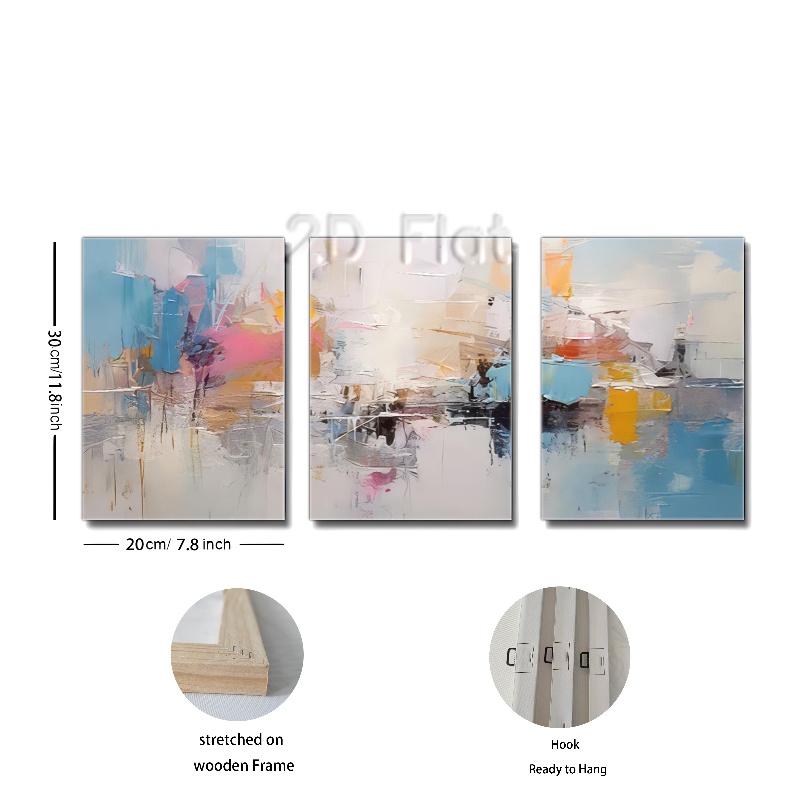 2D Flat
30cm/11.8inch
20cm/ 7.8 inch
stretched on
wooden Frame
Hook
Ready to Hang